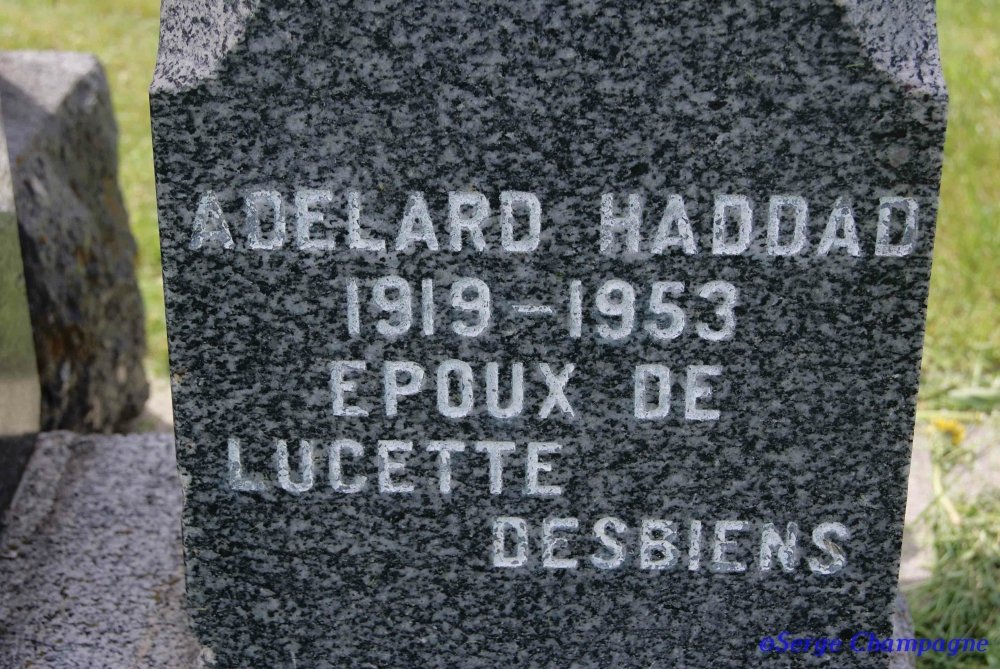 ADELARD HADDAD
1919-1953
EPOUX DE
LUCETTE
DESBIENS
©Serge Champagne